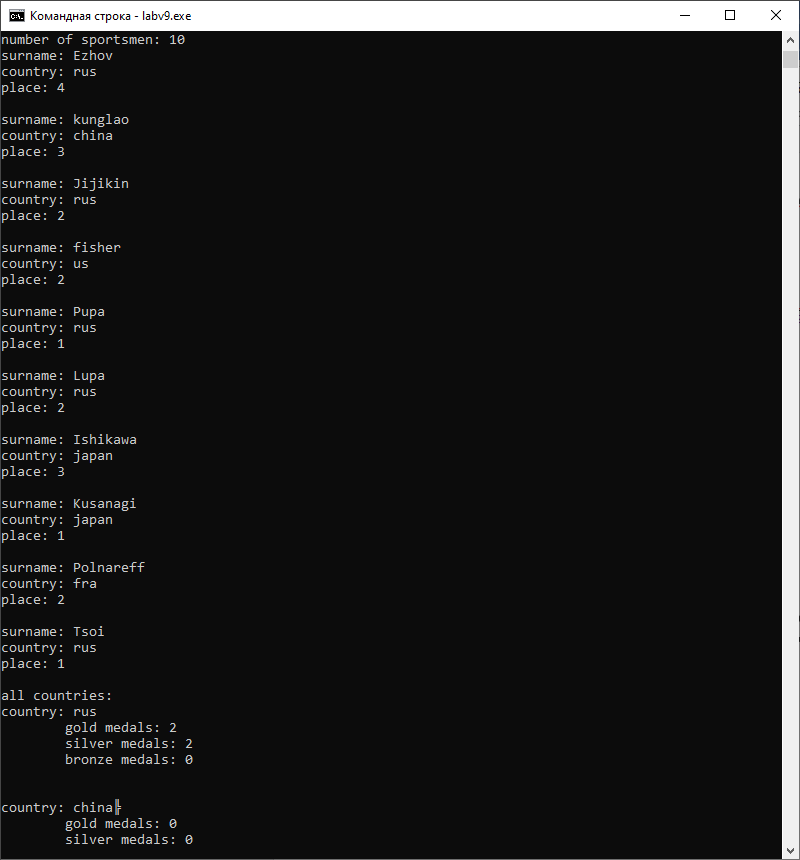 Командная строка - labv9.exe
number of sportsmen: 10
surname: Ezhov
country: rus
place: 4
surname: kunglao
country: china
place: 3
surname: Jijikin
country: rus
place: 2
surname: fisher
country: us
place: 2
surname: Pupa
country: rus
place: 1
surname: Lupa
country: rus
place: 2
surname: Ishikawa
country: japan
place: 3
surname: Kusanagi
country: japan
place: 1
surname: Polnareff
country: fra
place: 2
surname: Tsoi
country: rus
place: 1
all countries:
country: rus
gold medals: 2
silver medals: 2
bronze medals: 0
country: china╠
gold medals: 0
silver medals: 0